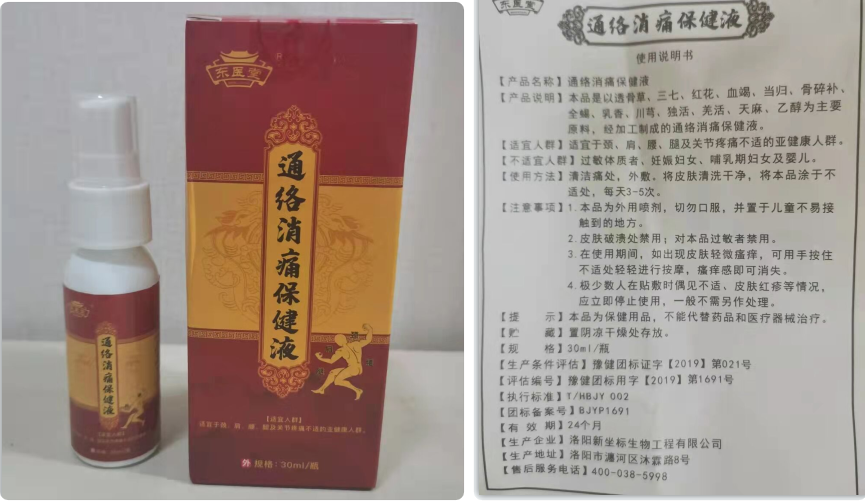 东医堂
通络消痛保健液
【适宜人群】
适宜于颈、肩、腰、腿及关节疼痛不适的亚健康人群。
外 规格：30ml/瓶
通络消痛保健液
东医堂
通络消痛保健液
使用说明书
【产品名称】通络消痛保健液
【产品说明】本品是以透骨草、三七、红花、血竭、当归、骨碎补、
全蝎、乳香、川芎、独活、羌活、天麻、乙醇为主要
原料，经加工制成的通络消痛保健液。
【适宜人群】适宜于颈、肩、腰、腿及关节疼痛不适的亚健康人群。
【不适宜人群】过敏体质者、妊娠妇女、哺乳期妇女及婴儿。
【使用方法】清洁痛处，外敷。将皮肤清洗干净，将本品涂于不
适处，每天3-5次。
【注意事项】1.本品为外用喷剂，切勿口服，并置于儿童不易接
触到的地方。
2.皮肤破溃处禁用；对本品过敏者禁用。
3.在使用期间，如出现皮肤轻微瘙痒，可用手按住
不适处轻轻进行按摩，瘙痒感即可消失。
4.极少数人在贴敷时偶见不适、皮肤红疹等情况，
应立即停止使用，一般不需另作处理。
【提 示】本品为保健用品，不能代替药品和医疗器械治疗。
【贮 藏】置阴凉干燥处存放。
【规 格】30ml/瓶
【生产条件评估】豫健团标证字【2019】第021号
【评估编号】豫健团标用字【2019】第1691号
【执行标准】T/HBJY 002
【团标备案号】BJYP1691
【有 效 期】24个月
【生产企业】洛阳新坐标生物工程有限公司
【生产地址】洛阳市瀍河区沐霖路8号
【售后服务电话】400-038-5998